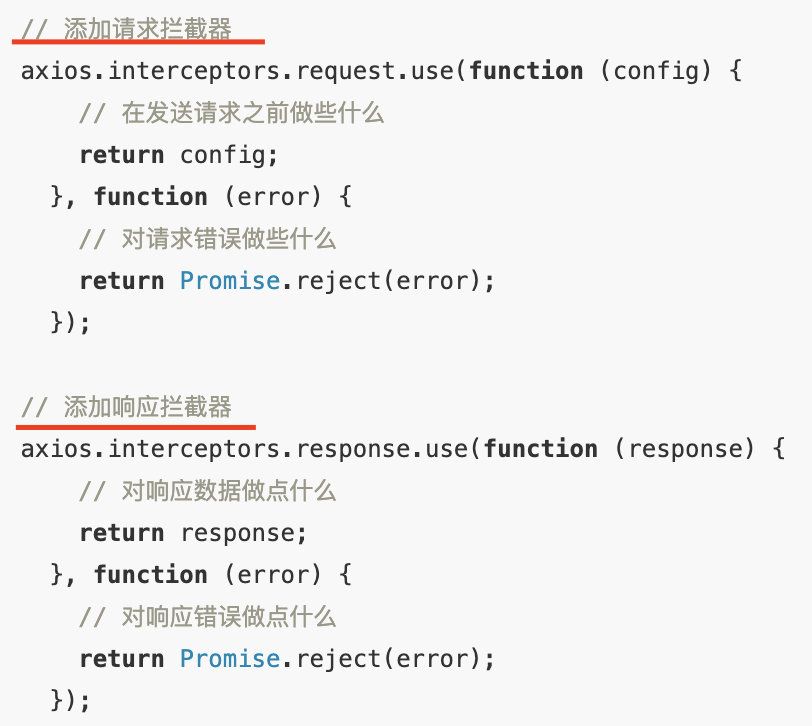 // 添加请求拦截器
axios.interceptors.request.use(function (config) {
    // 在发送请求之前做些什么
    return config;
  }, function (error) {
    // 对请求错误做些什么
    return Promise.reject(error);
  });

// 添加响应拦截器
axios.interceptors.response.use(function (response) {
    // 对响应数据做点什么
    return response;
  }, function (error) {
    // 对响应错误做点什么
    return Promise.reject(error);
  });